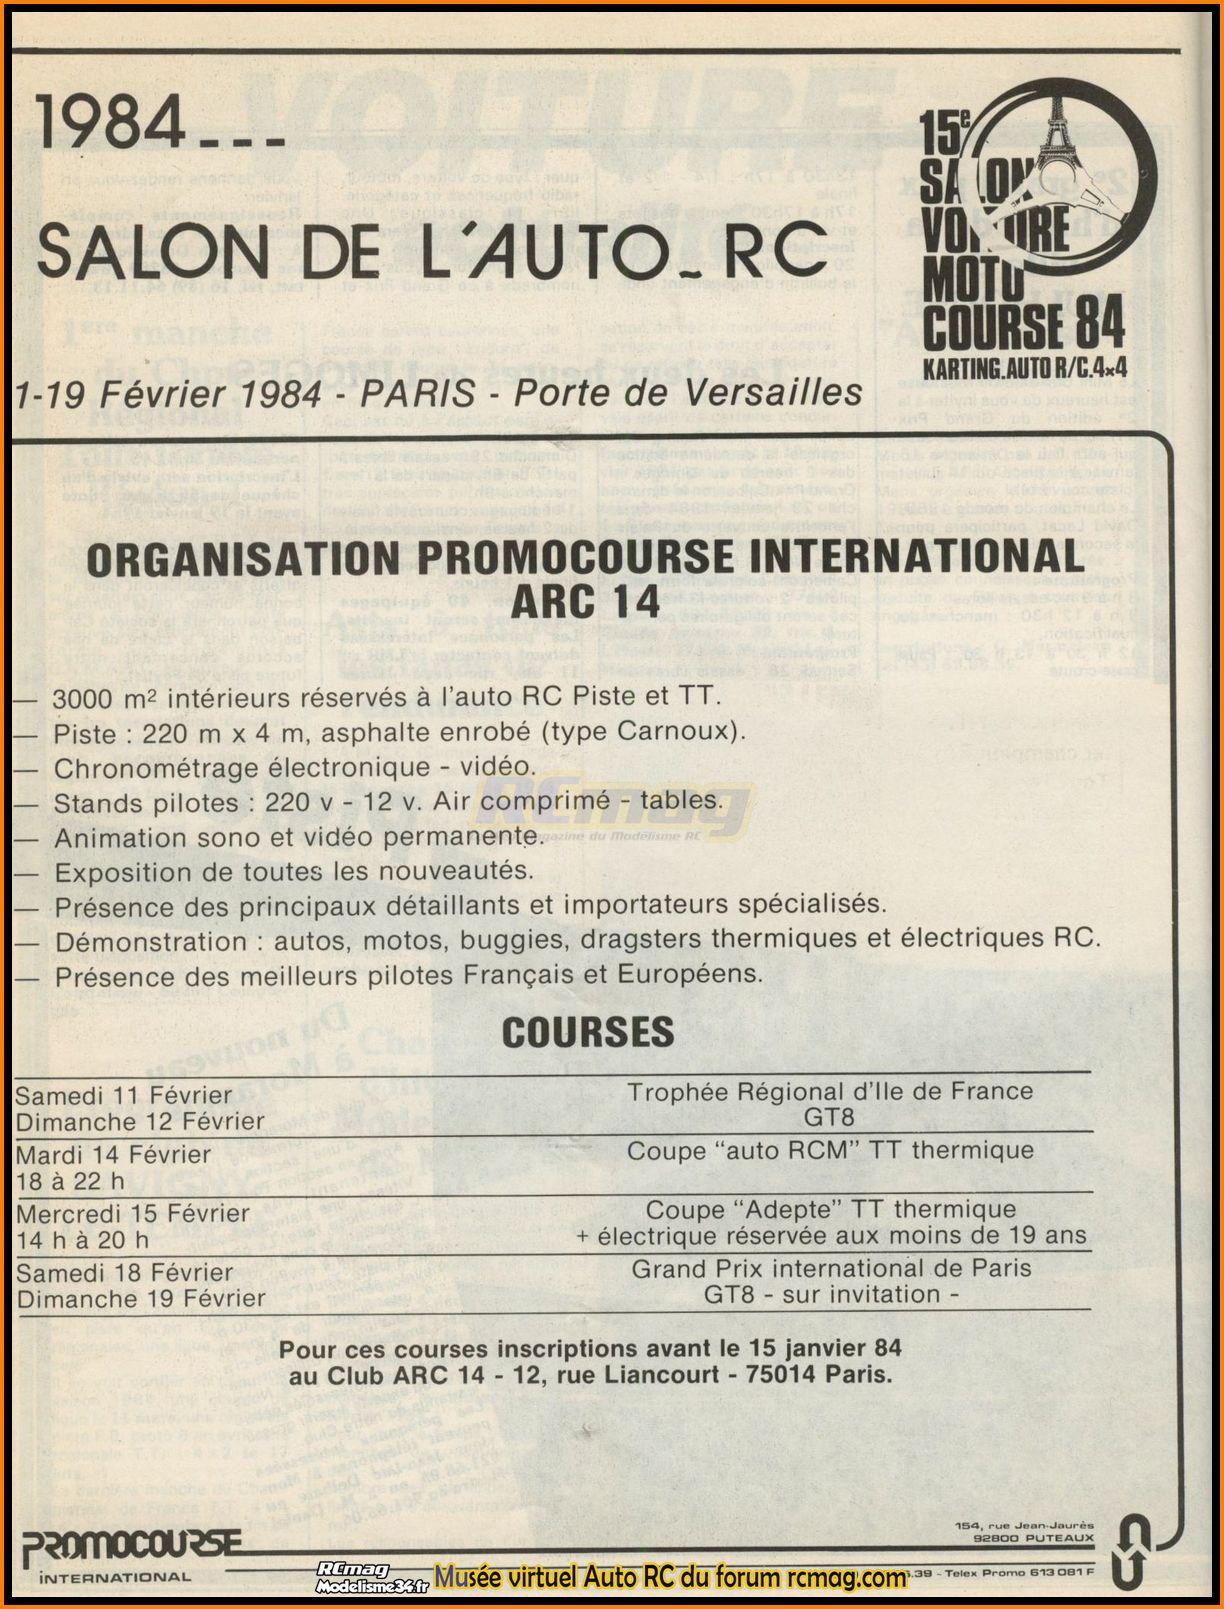 1984---
SALON DE L'AUTO-RC
1-19 Février 1984 - PARIS - Porte de Versailles
15e
SALON
VOITURE
MOTO
COURSE 84
KARTING.AUTO R/C.4x4
ORGANISATION PROMOCOURSE INTERNATIONAL
ARC 14
— 3000 m² intérieurs réservés à l'auto RC Piste et TT.
— Piste : 220 m x 4 m, asphalte enrobé (type Carnoux).
— Chronométrage électronique - vidéo.
— Stands pilotes : 220 v - 12 v. Air comprimé - tables.
— Animation sono et vidéo permanente.
— Exposition de toutes les nouveautés.
— Présence des principaux détaillants et importateurs spécialisés.
— Démonstration : autos, motos, buggies, dragsters thermiques et électriques RC.
— Présence des meilleurs pilotes Français et Européens.
RCmag
magazine du Modélisme RC
COURSES
Samedi 11 Février Trophée Régional d'Ile de France
Dimanche 12 Février GT8
Mardi 14 Février Coupe "auto RCM" TT thermique
18 à 22 h
Mercredi 15 Février Coupe "Adepte" TT thermique
14 h à 20 h + électrique réservée aux moins de 19 ans
Samedi 18 Février Grand Prix international de Paris
Dimanche 19 Février GT8 - sur invitation -
Pour ces courses inscriptions avant le 15 janvier 84
au Club ARC 14 - 12, rue Liancourt - 75014 Paris.
PROMOCOURSE
INTERNATIONAL
154, rue Jean-Jaurès
92800 PUTEAUX
.39 - Telex Promo 613 081 F
RCmag
Modelisme34.fr
Musée virtuel Auto RC du forum rcmag.com